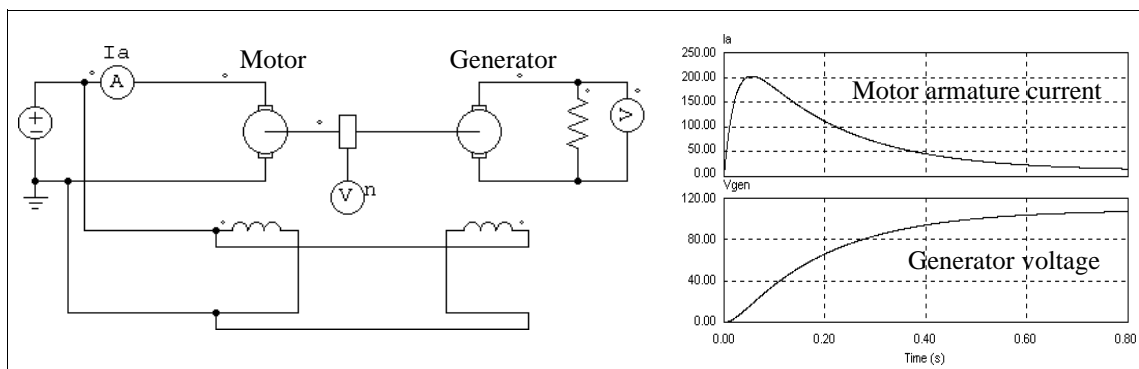 Ia
A
Motor
Generator
V
V n
Ia
250.00
200.00
150.00
100.00
50.00
0.00
Motor armature current
Vgen
120.00
80.00
40.00
0.00
Generator voltage
0.00 0.20 0.40 0.60 0.80
Time (s)